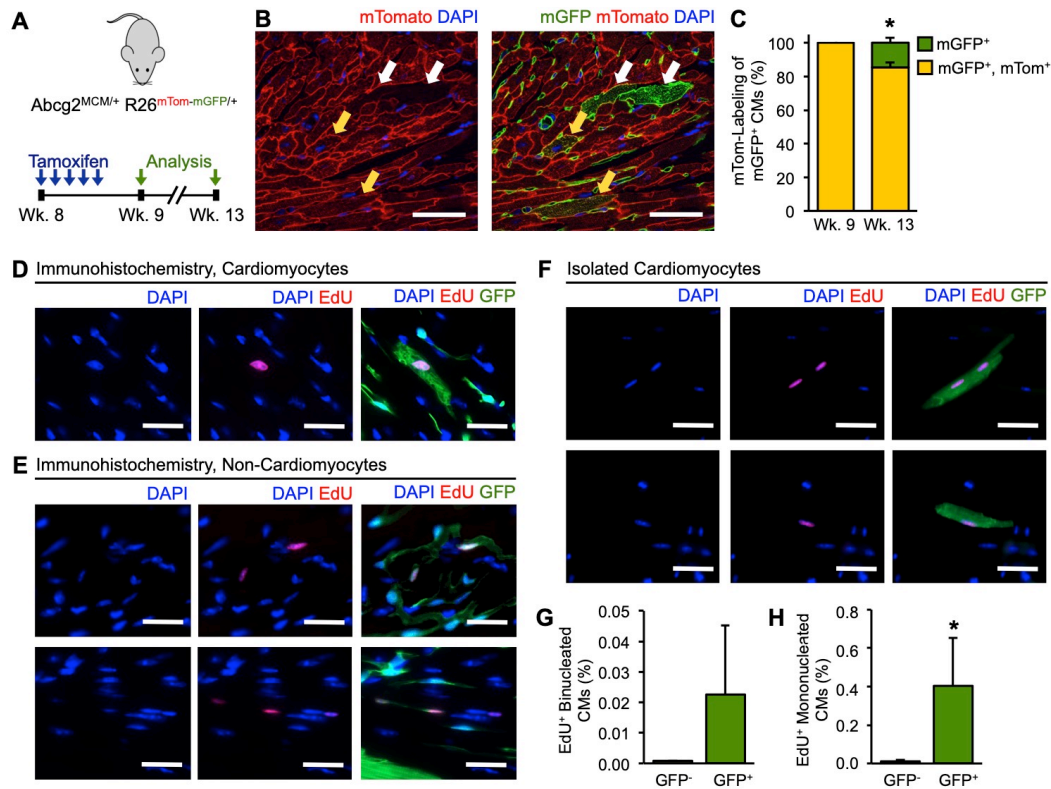 A
Abcg2MCM/+ R26mTom-mGFP/+
Tamoxifen Analysis
Wk. 8 Wk. 9 Wk. 13
B
mTomato DAPI
mGFP mTomato DAPI
C
*
mTom-Labeling of
mGFP+ CMs (%)
100
80
60
40
20
0
Wk. 9 Wk. 13
mGFP+
mGFP+, mTom+
D Immunohistochemistry, Cardiomyocytes
DAPI DAPI EdU DAPI EdU GFP
E Immunohistochemistry, Non-Cardiomyocytes
DAPI DAPI EdU DAPI EdU GFP
F Isolated Cardiomyocytes
DAPI DAPI EdU DAPI EdU GFP
G
EdU+ Binucleated
CMs (%)
0.05
0.04
0.03
0.02
0.01
0.00
GFP- GFP+
H
EdU+ Mononucleated
CMs (%)
0.8
0.6
0.4
0.2
0.0
*
GFP- GFP+